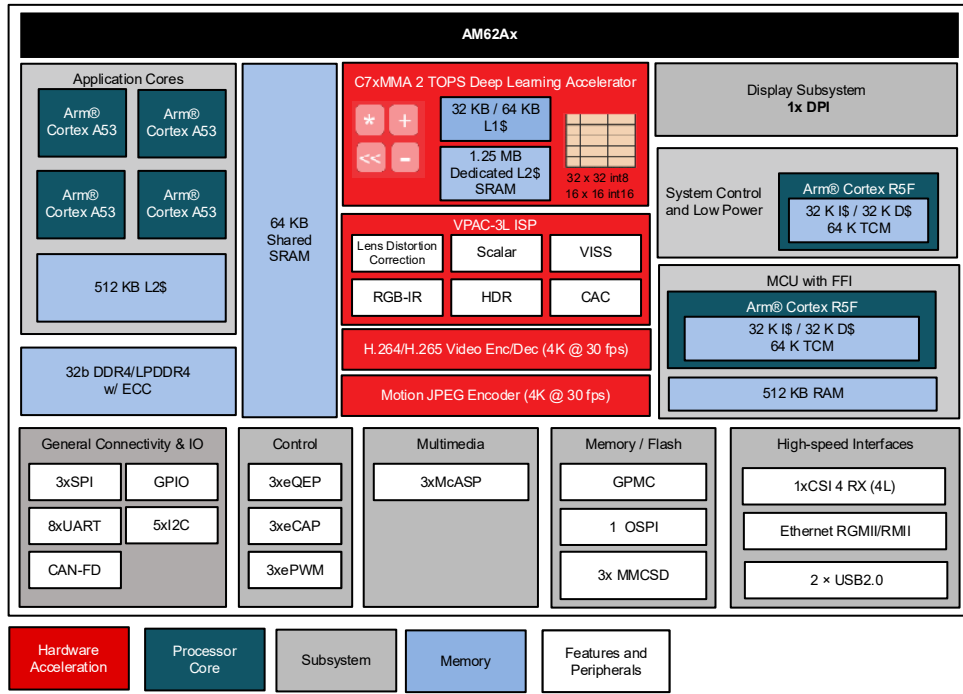 AM62Ax
Application Cores
Arm®
Cortex A53
Arm®
Cortex A53
Arm®
Cortex A53
Arm®
Cortex A53
512 KB L2$
32b DDR4/LPDDR4
w/ ECC
64 KB
Shared
SRAM
C7xMMA 2 TOPS Deep Learning Accelerator
*
+
<<
-
32 KB / 64 KB
L1$
1.25 MB
Dedicated L2$
SRAM
32 x 32 int8
16 x 16 int16
VPAC-3L ISP
Lens Distortion
Correction
Scalar
VISS
RGB-IR
HDR
CAC
H.264/H.265 Video Enc/Dec (4K @ 30 fps)
Motion JPEG Encoder (4K @ 30 fps)
Display Subsystem
1x DPI
System Control
and Low Power
Arm® Cortex R5F
32 K I$ / 32 K D$
64 K TCM
MCU with FFI
Arm® Cortex R5F
32 K I$ / 32 K D$
64 K TCM
512 KB RAM
General Connectivity & IO
3xSPI
GPIO
8xUART
5xI2C
CAN-FD
Control
3xeQEP
3xeCAP
3xePWM
Multimedia
3xMcASP
Memory / Flash
GPMC
1 OSPI
3x MMCSD
High-speed Interfaces
1xCSI 4 RX (4L)
Ethernet RGMII/RMII
2 × USB2.0
Hardware
Acceleration
Processor
Core
Subsystem
Memory
Features and
Peripherals